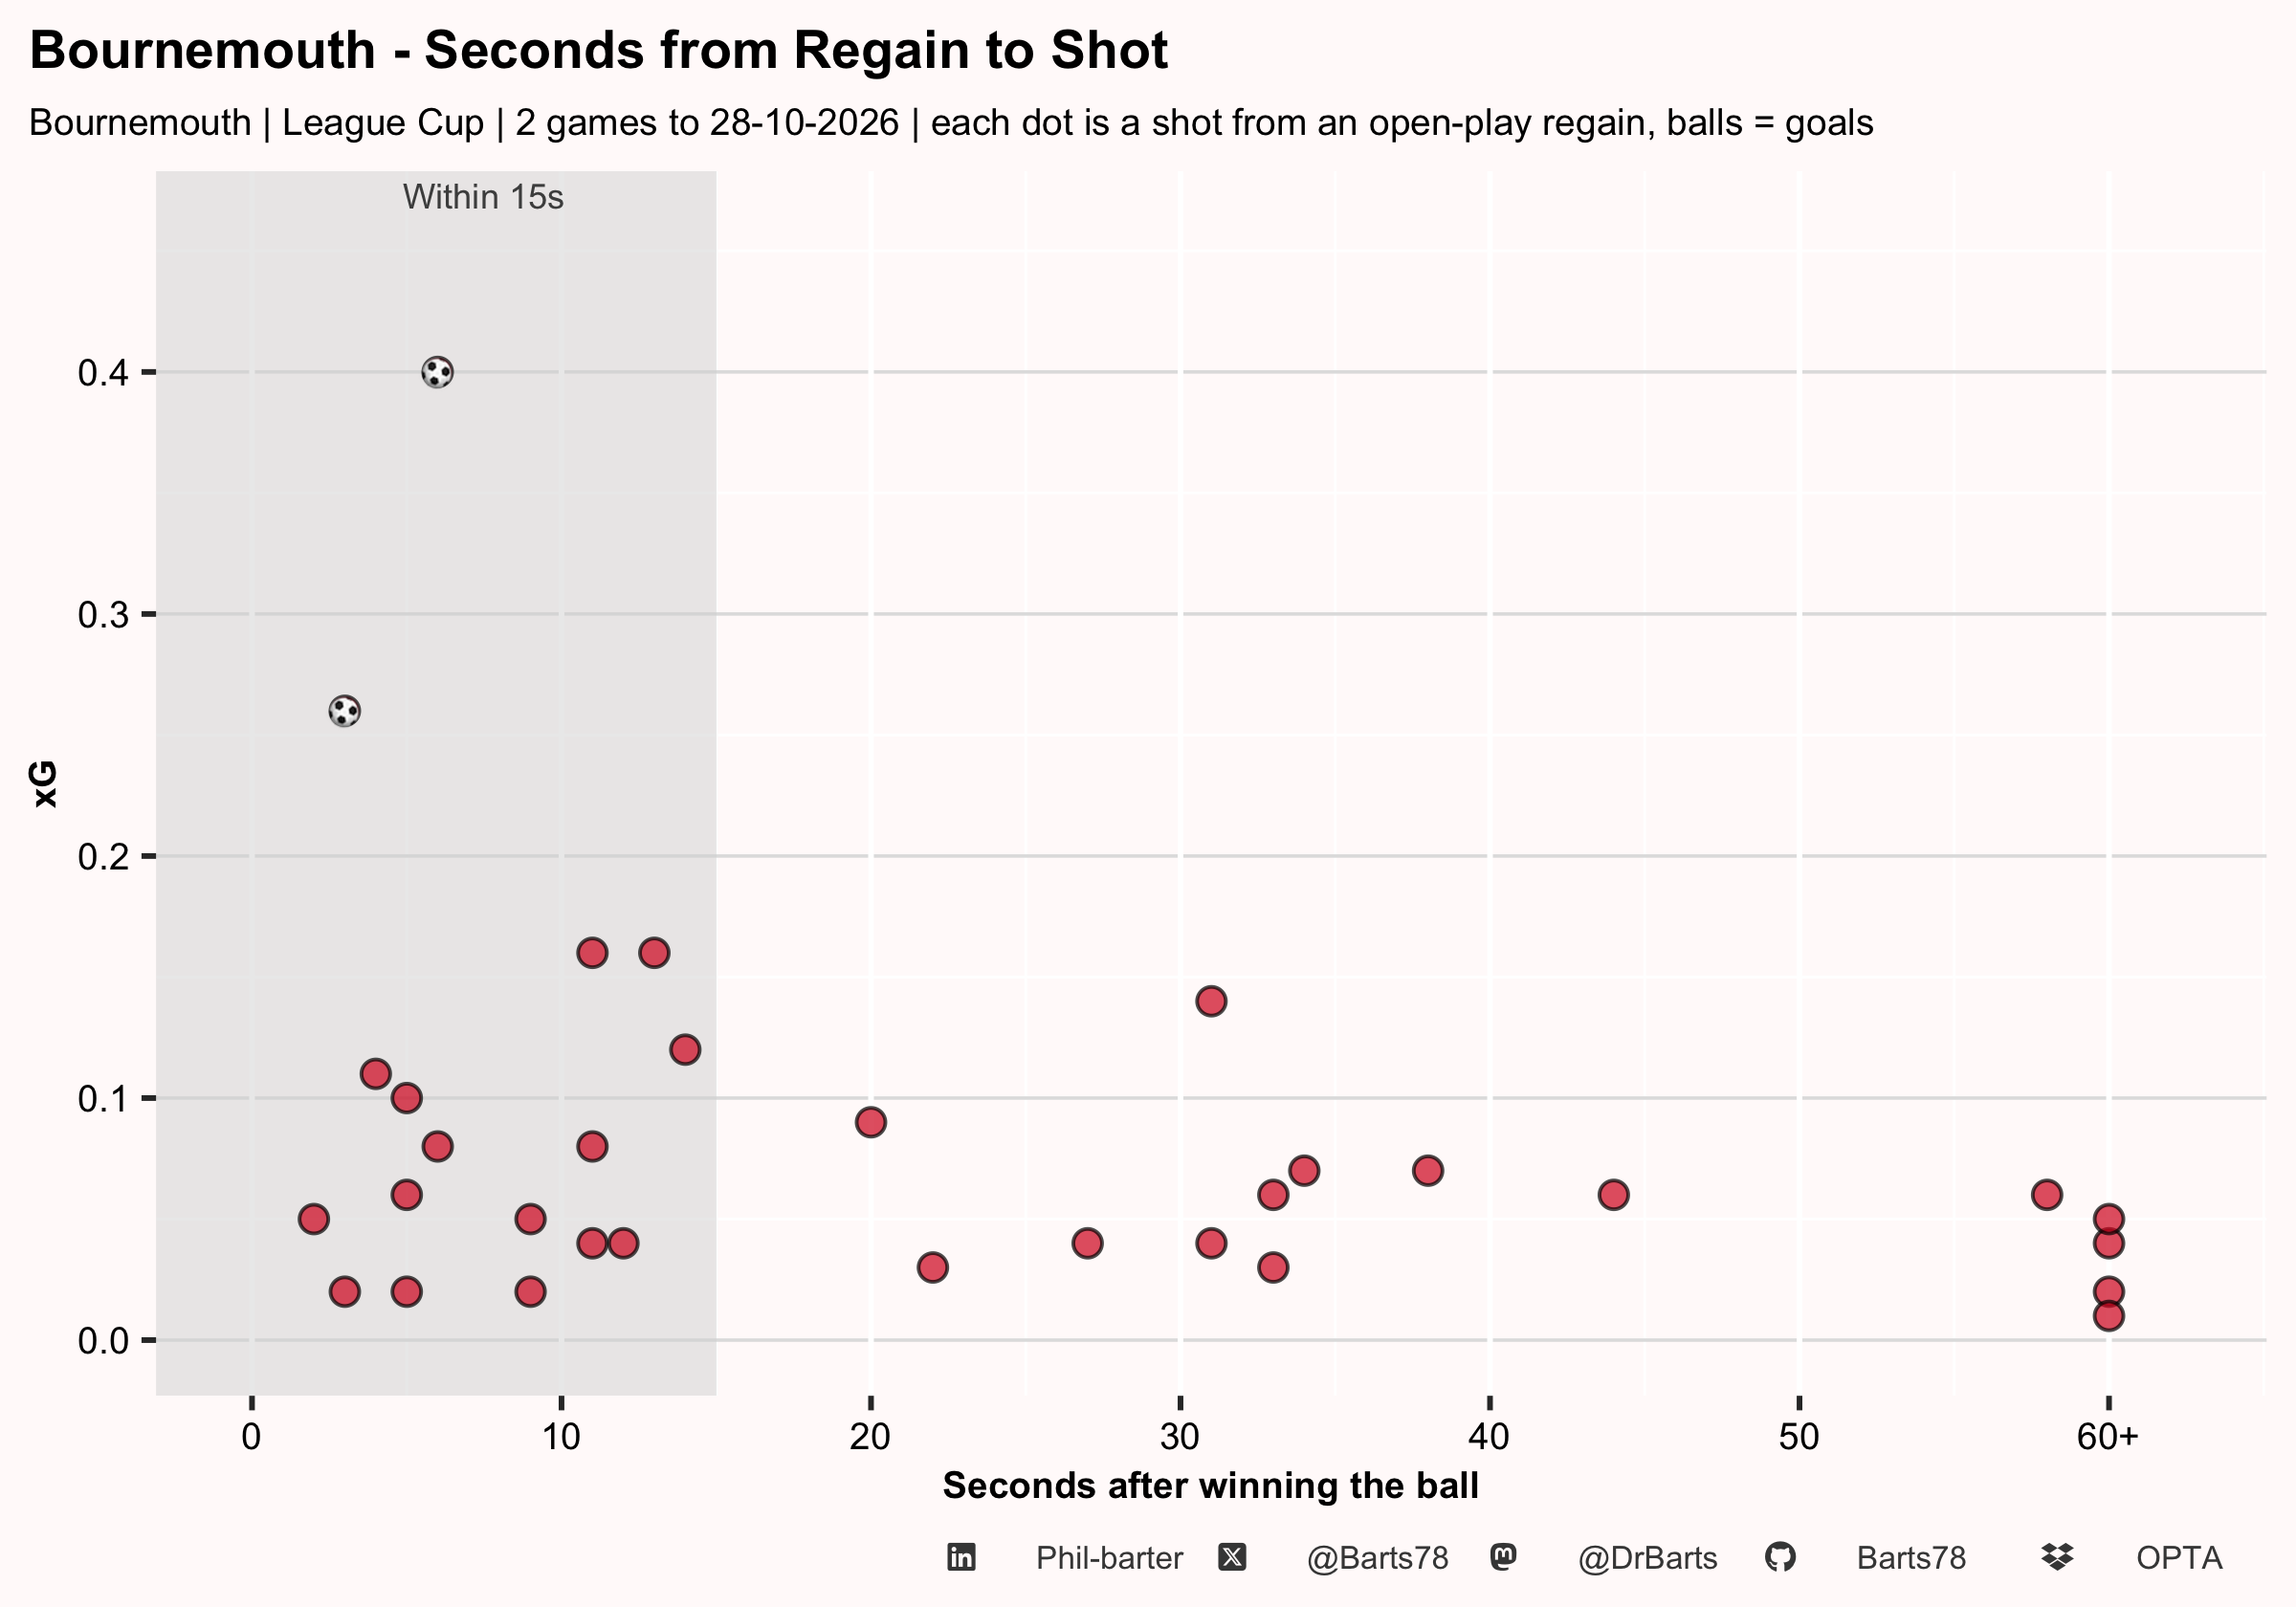 Bournemouth - Seconds from Regain to Shot
Bournemouth | League Cup | 2 games to 28-10-2026 | each dot is a shot from an open-play regain, balls = goals
Within 15s
0.4
0.3
0.2
0.1
0.0
xG
0 10 20 30 40 50 60+
Seconds after winning the ball
Phil-barter @Barts78 @DrBarts Barts78 OPTA